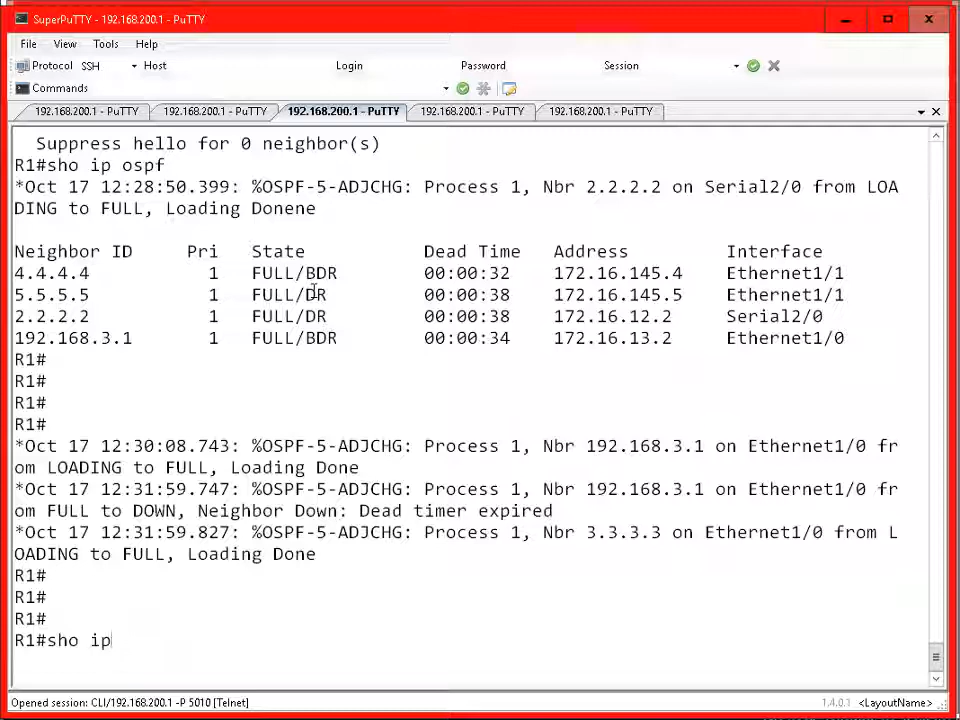 SuperPuTTY - 192.168.200.1 - PuTTY
File View Tools Help
Protocol SSH Host Login Password Session
Commands
192.168.200.1 - PuTTY 192.168.200.1 - PuTTY 192.168.200.1 - PuTTY 192.168.200.1 - PuTTY 192.168.200.1 - PuTTY
Suppress hello for 0 neighbor(s)
R1#sho ip ospf
*Oct 17 12:28:50.399: %OSPF-5-ADJCHG: Process 1, Nbr 2.2.2.2 on Serial2/0 from LOA
DING to FULL, Loading Donene
Neighbor ID Pri State Dead Time Address Interface
4.4.4.4 1 FULL/BDR 00:00:32 172.16.145.4 Ethernet1/1
5.5.5.5 1 FULL/DR 00:00:38 172.16.145.5 Ethernet1/1
2.2.2.2 1 FULL/DR 00:00:38 172.16.12.2 Serial2/0
192.168.3.1 1 FULL/BDR 00:00:34 172.16.13.2 Ethernet1/0
R1#
R1#
R1#
R1#
*Oct 17 12:30:08.743: %OSPF-5-ADJCHG: Process 1, Nbr 192.168.3.1 on Ethernet1/0 fr
om LOADING to FULL, Loading Done
*Oct 17 12:31:59.747: %OSPF-5-ADJCHG: Process 1, Nbr 192.168.3.1 on Ethernet1/0 fr
om FULL to DOWN, Neighbor Down: Dead timer expired
*Oct 17 12:31:59.827: %OSPF-5-ADJCHG: Process 1, Nbr 3.3.3.3 on Ethernet1/0 from L
OADING to FULL, Loading Done
R1#
R1#
R1#
R1#sho ip
Opened session: CLI/192.168.200.1 -P 5010 [Telnet] 1.4.0.1 <LayoutName>